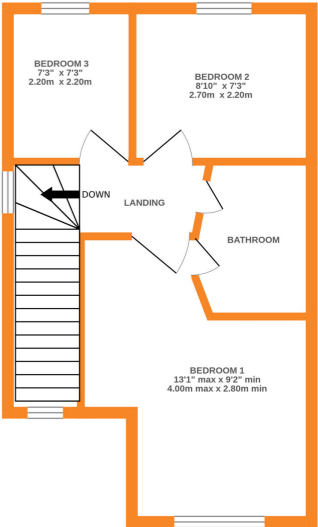 BEDROOM 3
7'3" x 7'3"
2.20m x 2.20m
BEDROOM 2
8'10" x 7'3"
2.70m x 2.20m
DOWN
LANDING
BATHROOM
BEDROOM 1
13'1" max x 9'2" min
4.00m max x 2.80m min